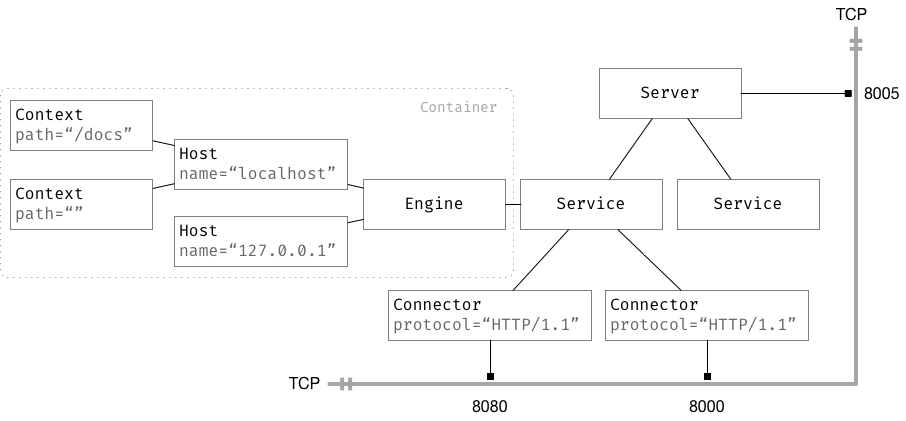 TCP
Server
8005
Container
Context
path=“/docs”
Host
name=“localhost”
Context
path=“”
Engine
Service
Service
Host
name=“127.0.0.1”
Connector
protocol=“HTTP/1.1”
Connector
protocol=“HTTP/1.1”
TCP
8080
8000